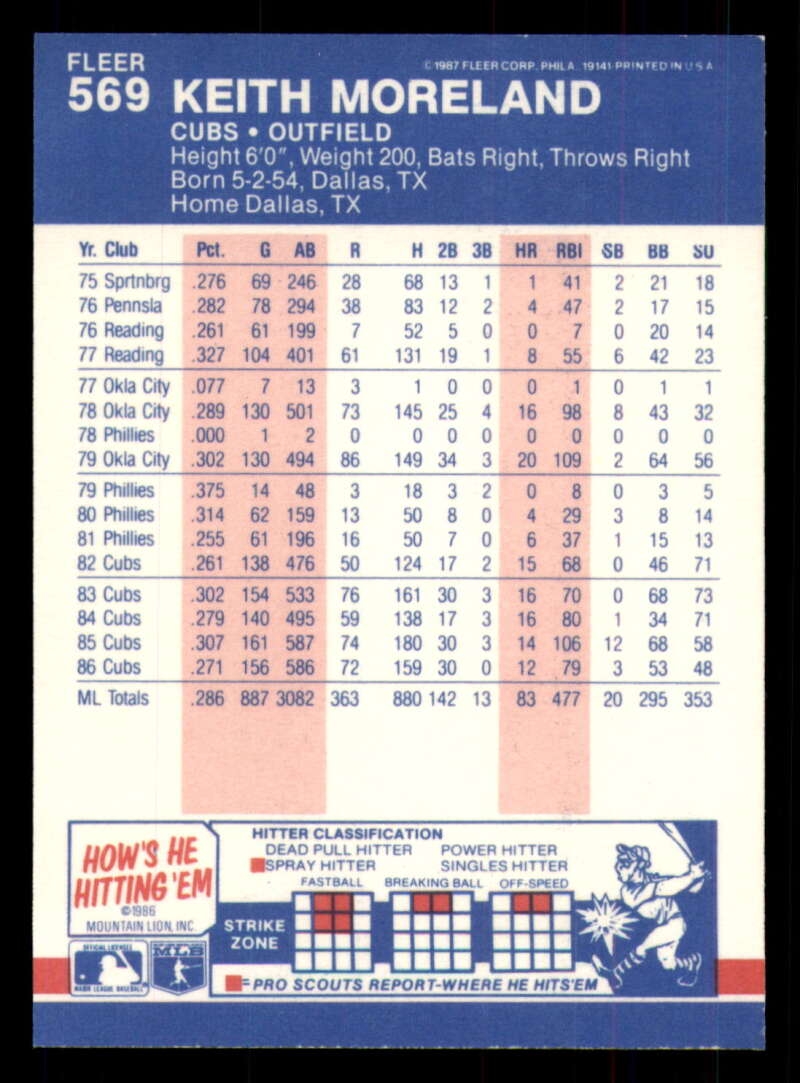 FLEER
© 1987 FLEER CORP. PHILA. 19141-PRINTED IN U S A
569 KEITH MORELAND
CUBS • OUTFIELD
Height 6'0", Weight 200, Bats Right, Throws Right
Born 5-2-54, Dallas, TX
Home Dallas, TX
Yr. Club Pct. G AB R H 2B 3B HR RBI SB BB SU
75 Sprtnbrg .276 69 246 28 68 13 1 1 41 2 21 18
76 Pennsla .282 78 294 38 83 12 2 4 47 2 17 15
76 Reading .261 61 199 7 52 5 0 0 7 0 20 14
77 Reading .327 104 401 61 131 19 1 8 55 6 42 23
77 Okla City .077 7 13 3 1 0 0 0 1 0 1 1
78 Okla City .289 130 501 73 145 25 4 16 98 8 43 32
78 Phillies .000 1 2 0 0 0 0 0 0 0 0 0
79 Okla City .302 130 494 86 149 34 3 20 109 2 64 56
79 Phillies .375 14 48 3 18 3 2 0 8 0 3 5
80 Phillies .314 62 159 13 50 8 0 4 29 3 8 14
81 Phillies .255 61 196 16 50 7 0 6 37 1 15 13
82 Cubs .261 138 476 50 124 17 2 15 68 0 46 71
83 Cubs .302 154 533 76 161 30 3 16 70 0 68 73
84 Cubs .279 140 495 59 138 17 3 16 80 1 34 71
85 Cubs .307 161 587 74 180 30 3 14 106 12 68 58
86 Cubs .271 156 586 72 159 30 0 12 79 3 53 48
ML Totals .286 887 3082 363 880 142 13 83 477 20 295 353
HOW'S HE
HITTING 'EM
©1986
MOUNTAIN LION, INC
OFFICIAL LICENSEE
MAJOR LEAGUE BASEBALL
MLB
HITTER CLASSIFICATION
DEAD PULL HITTER POWER HITTER
SPRAY HITTER SINGLES HITTER
FASTBALL BREAKING BALL OFF-SPEED
STRIKE
ZONE
= PRO SCOUTS REPORT-WHERE HE HITS'EM